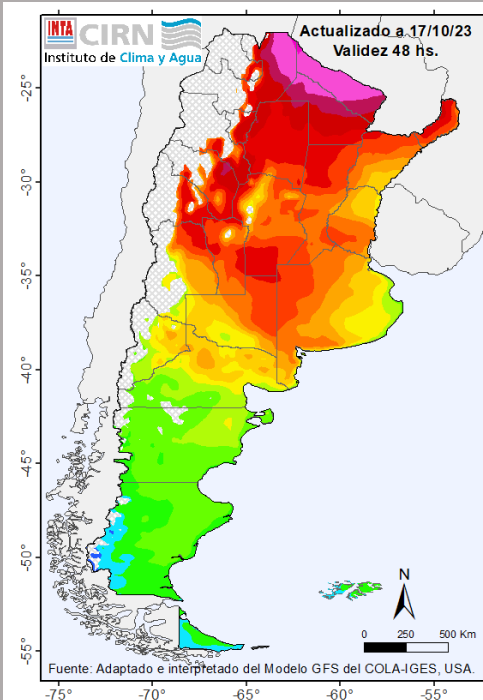 INTA CIRN
Instituto de Clima y Agua
Actualizado a 17/10/23
Validez 48 hs.
-25°
-30°
-35°
-40°
-45°
-50°
-55°
N
0 250 500 Km
Fuente: Adaptado e interpretado del Modelo GFS del COLA-IGES, USA.
-75° -70° -65° -60° -55°